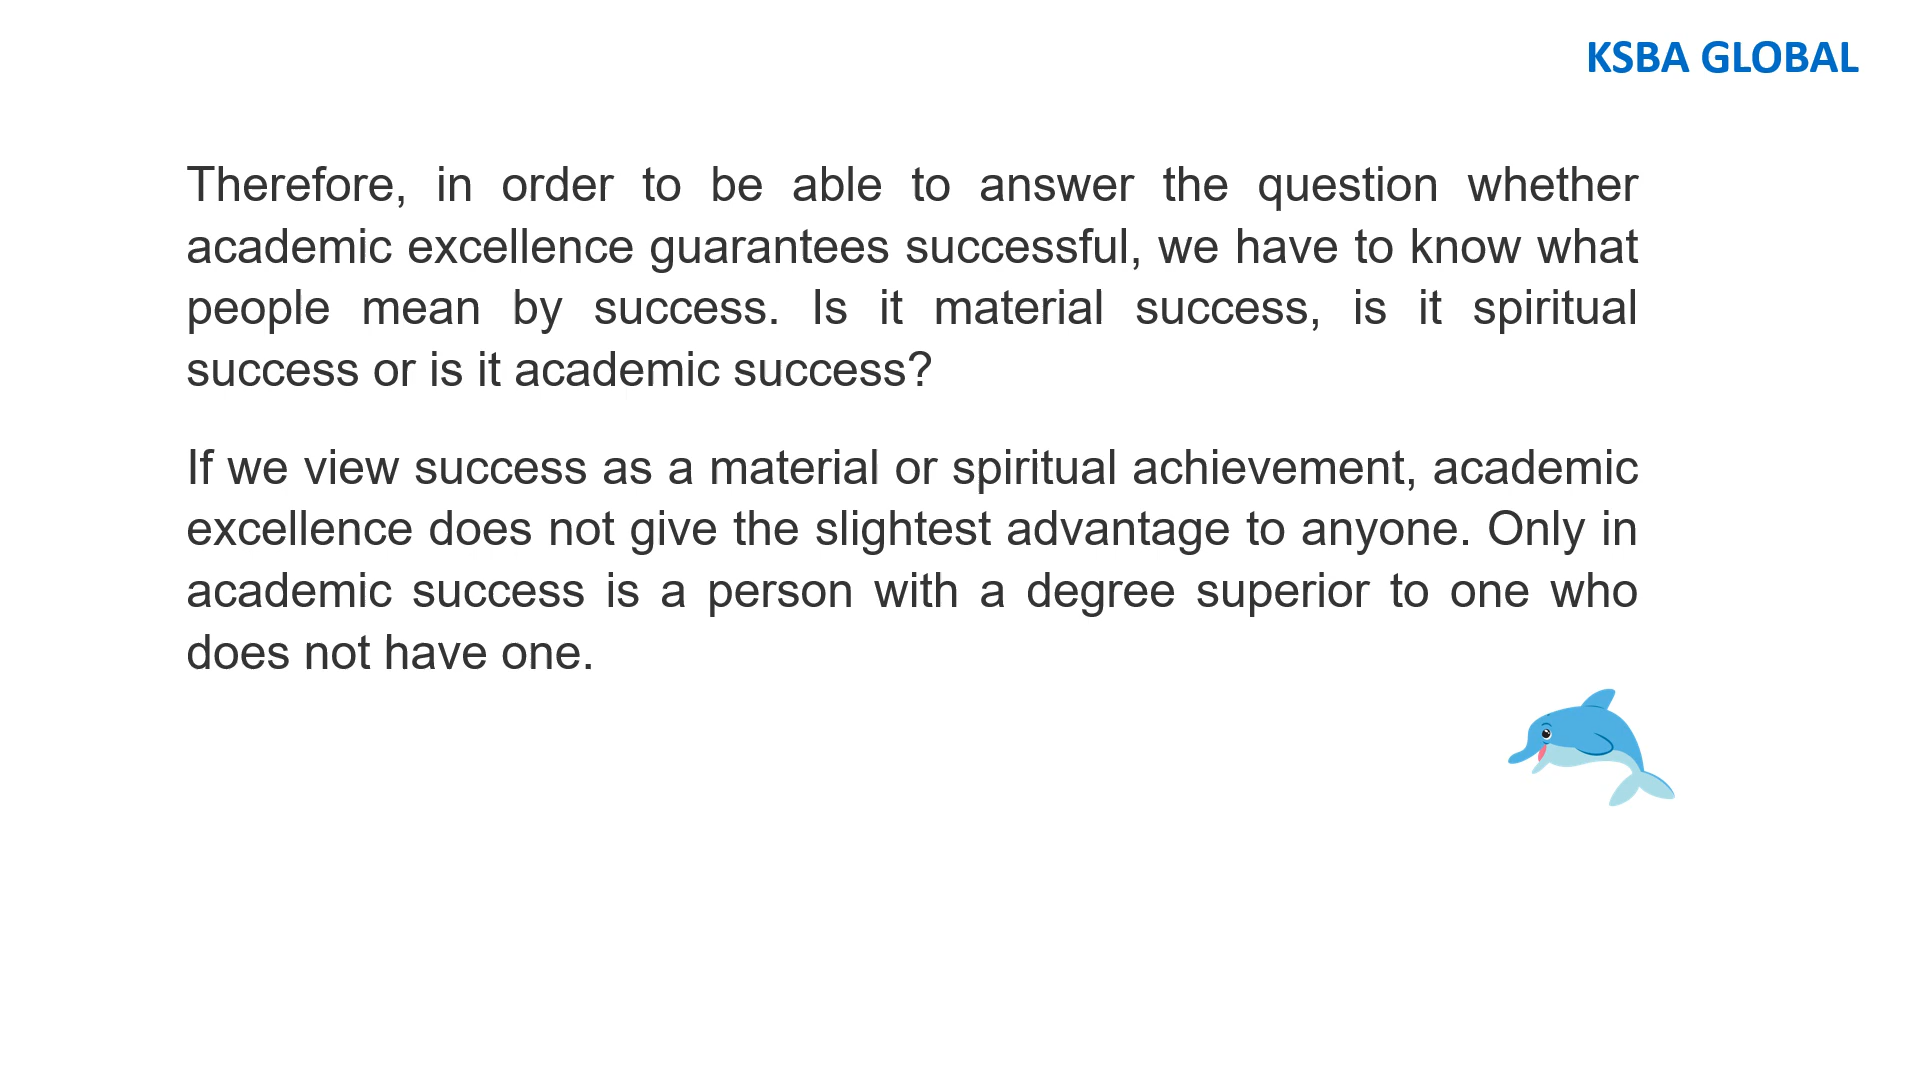 KSBA GLOBAL
Therefore, in order to be able to answer the question whether
academic excellence guarantees successful, we have to know what
people mean by success. Is it material success, is it spiritual
success or is it academic success?
If we view success as a material or spiritual achievement, academic
excellence does not give the slightest advantage to anyone. Only in
academic success is a person with a degree superior to one who
does not have one.